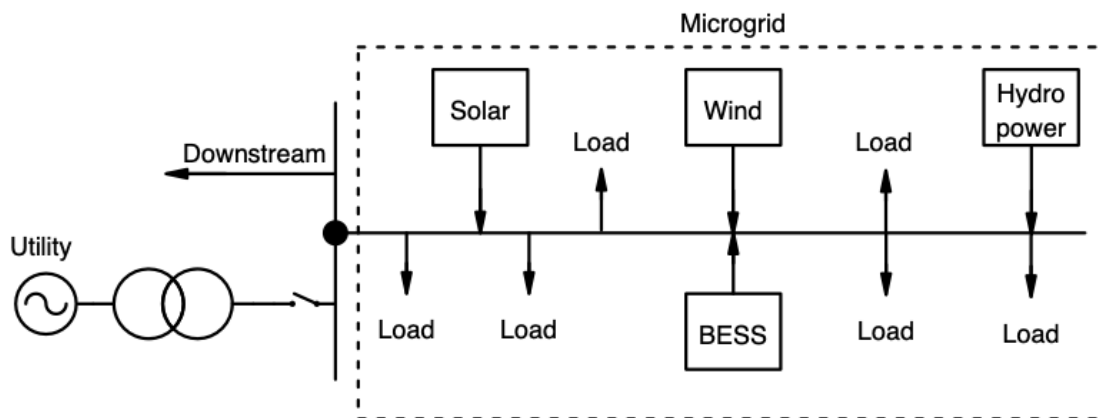 Microgrid
Solar
Wind
Hydro
power
Load
Load
Downstream
Utility
Load
Load
BESS
Load
Load